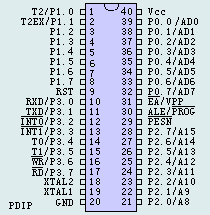 T2/P1.0 1 40 Vcc
T2EX/P1.1 2 39 P0.0/AD0
P1.2 3 38 P0.1/AD1
P1.3 4 37 P0.2/AD2
P1.4 5 36 P0.3/AD3
P1.5 6 35 P0.4/AD4
P1.6 7 34 P0.5/AD5
P1.7 8 33 P0.6/AD6
RST 9 32 P0.7/AD7
RXD/P3.0 10 31 EA/VPP
TXD/P3.1 11 30 ALE/PROG
INT0/P3.2 12 29 PESN
INT1/P3.3 13 28 P2.7/A15
T0/P3.4 14 27 P2.6/A14
T1/P3.5 15 26 P2.5/A13
WR/P3.6 16 25 P2.4/A12
RD/P3.7 17 24 P2.3/A11
XTAL2 18 23 P2.2/A10
XTAL1 19 22 P2.1/A9
GND 20 21 P2.0/A8
PDIP